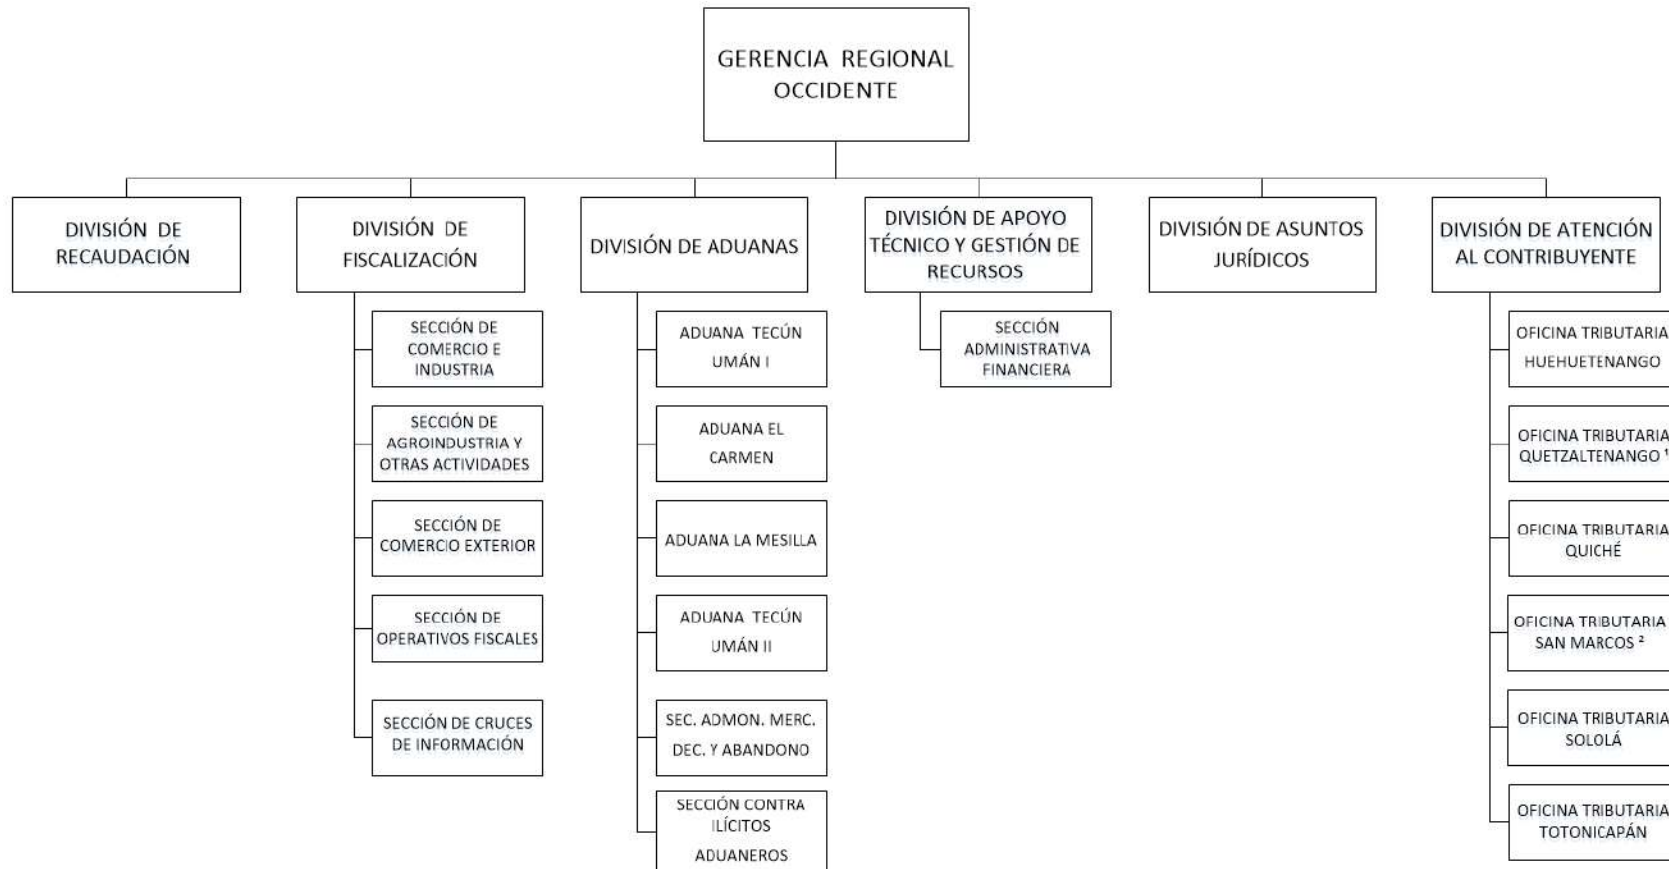 GERENCIA REGIONAL
OCCIDENTE
DIVISIÓN DE
RECAUDACIÓN
DIVISIÓN DE
FISCALIZACIÓN
SECCIÓN DE
COMERCIO E
INDUSTRIA
SECCIÓN DE
AGROINDUSTRIA Y
OTRAS ACTIVIDADES
SECCIÓN DE
COMERCIO EXTERIOR
SECCIÓN DE
OPERATIVOS FISCALES
SECCIÓN DE CRUCES
DE INFORMACIÓN
DIVISIÓN DE ADUANAS
ADUANA TECÚN
UMÁN I
ADUANA EL
CARMEN
ADUANA LA MESILLA
ADUANA TECÚN
UMÁN II
SEC. ADMON. MERC.
DEC. Y ABANDONO
SECCIÓN CONTRA
ILÍCITOS
ADUANEROS
DIVISIÓN DE APOYO
TÉCNICO Y GESTIÓN DE
RECURSOS
SECCIÓN
ADMINISTRATIVA
FINANCIERA
DIVISIÓN DE ASUNTOS
JURÍDICOS
DIVISIÓN DE ATENCIÓN
AL CONTRIBUYENTE
OFICINA TRIBUTARIA
HUEHUETENANGO
OFICINA TRIBUTARIA
QUETZALTENANGO ¹
OFICINA TRIBUTARIA
QUICHÉ
OFICINA TRIBUTARIA
SAN MARCOS ²
OFICINA TRIBUTARIA
SOLOLÁ
OFICINA TRIBUTARIA
TOTONICAPÁN